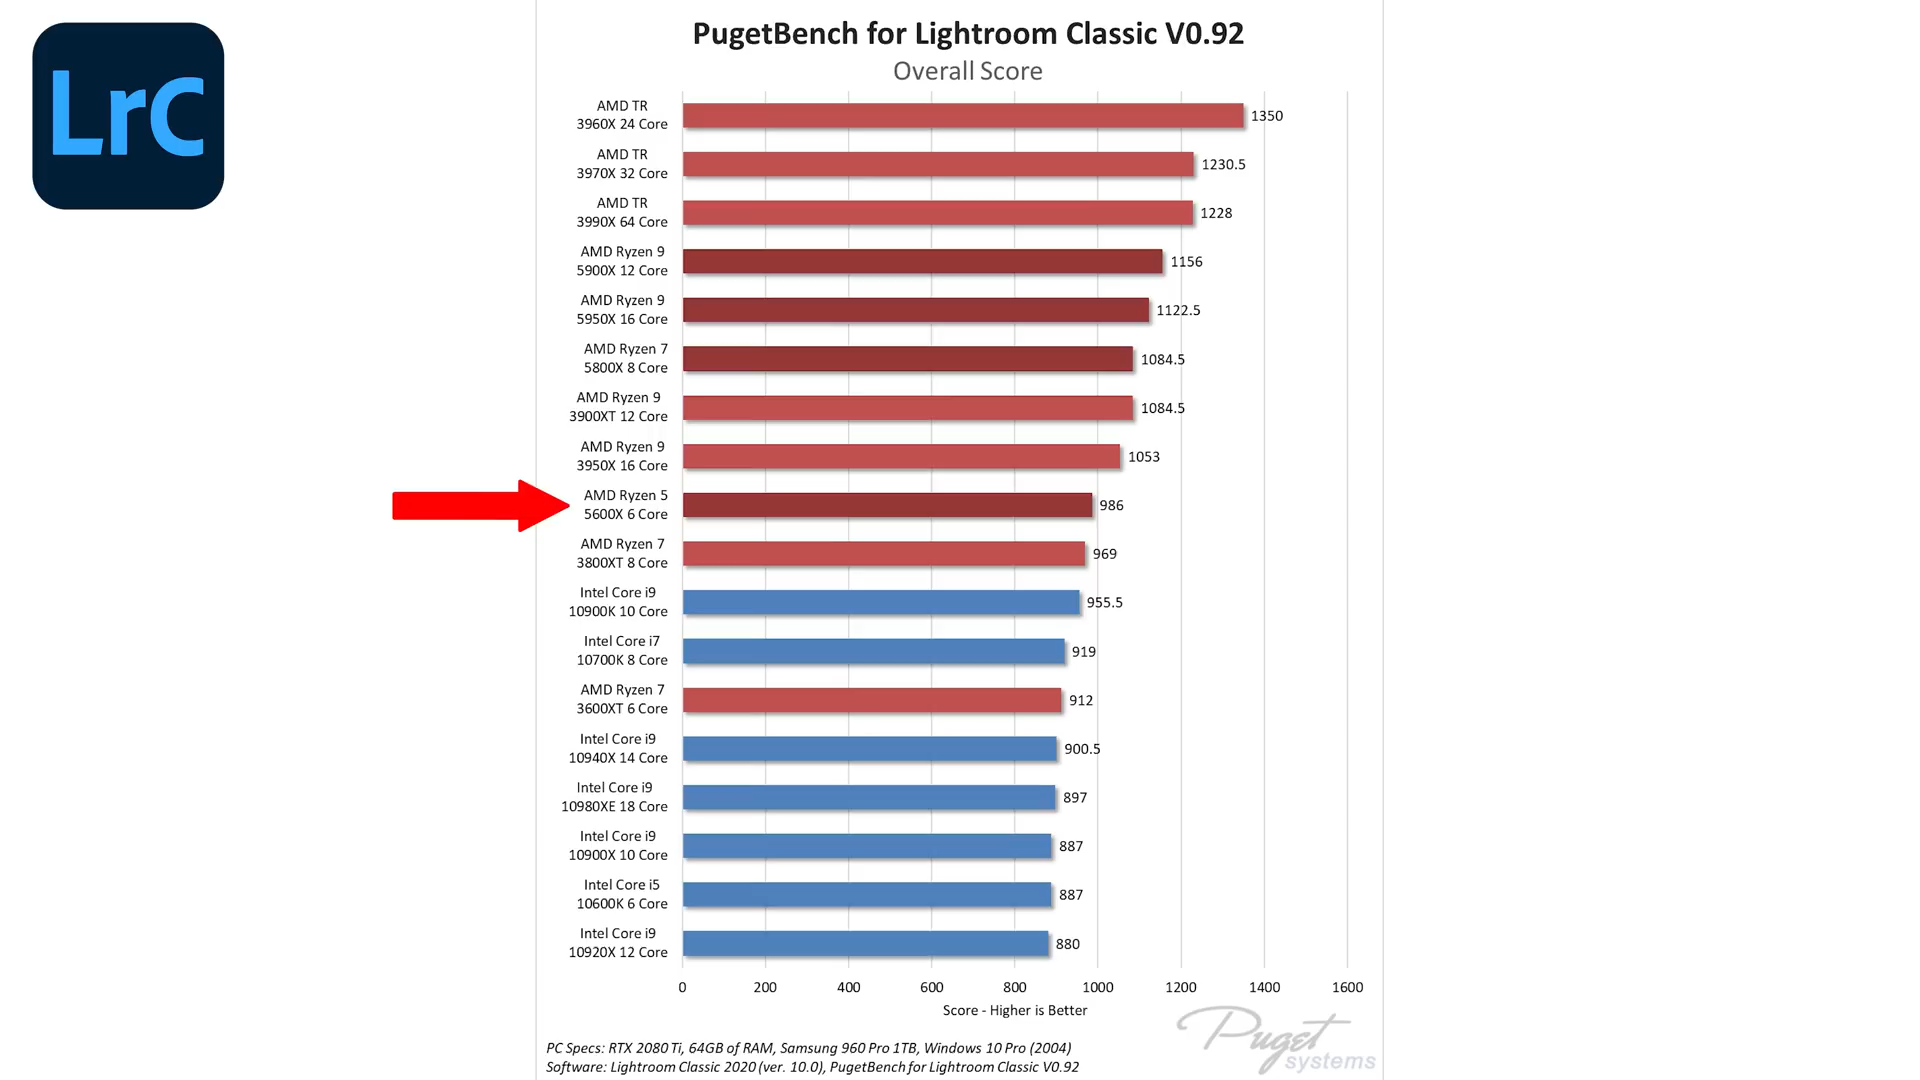 LrC
PugetBench for Lightroom Classic V0.92
Overall Score
AMD TR
3960X 24 Core
1350
AMD TR
3970X 32 Core
1230.5
AMD TR
3990X 64 Core
1228
AMD Ryzen 9
5900X 12 Core
1156
AMD Ryzen 9
5950X 16 Core
1122.5
AMD Ryzen 7
5800X 8 Core
1084.5
AMD Ryzen 9
3900XT 12 Core
1084.5
AMD Ryzen 9
3950X 16 Core
1053
AMD Ryzen 5
5600X 6 Core
986
AMD Ryzen 7
3800XT 8 Core
969
Intel Core i9
10900K 10 Core
955.5
Intel Core i7
10700K 8 Core
919
AMD Ryzen 7
3600XT 6 Core
912
Intel Core i9
10940X 14 Core
900.5
Intel Core i9
10980XE 18 Core
897
Intel Core i9
10900X 10 Core
887
Intel Core i5
10600K 6 Core
887
Intel Core i9
10920X 12 Core
880
0 200 400 600 800 1000 1200 1400 1600
Score - Higher is Better
Puget
systems
PC Specs: RTX 2080 Ti, 64GB of RAM, Samsung 960 Pro 1TB, Windows 10 Pro (2004)
Software: Lightroom Classic 2020 (ver. 10.0), PugetBench for Lightroom Classic V0.92